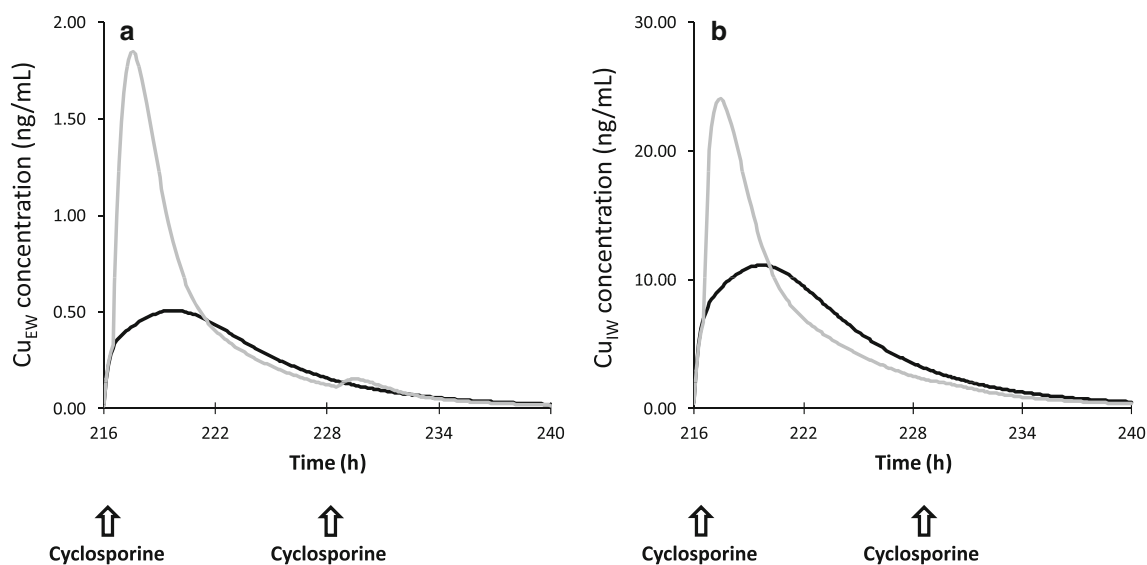 a
2.00
1.50
1.00
0.50
0.00
Cu_EW concentration (ng/mL)
216 222 228 234 240
Time (h)
Cyclosporine Cyclosporine
b
30.00
20.00
10.00
0.00
Cu_IW concentration (ng/mL)
216 222 228 234 240
Time (h)
Cyclosporine Cyclosporine